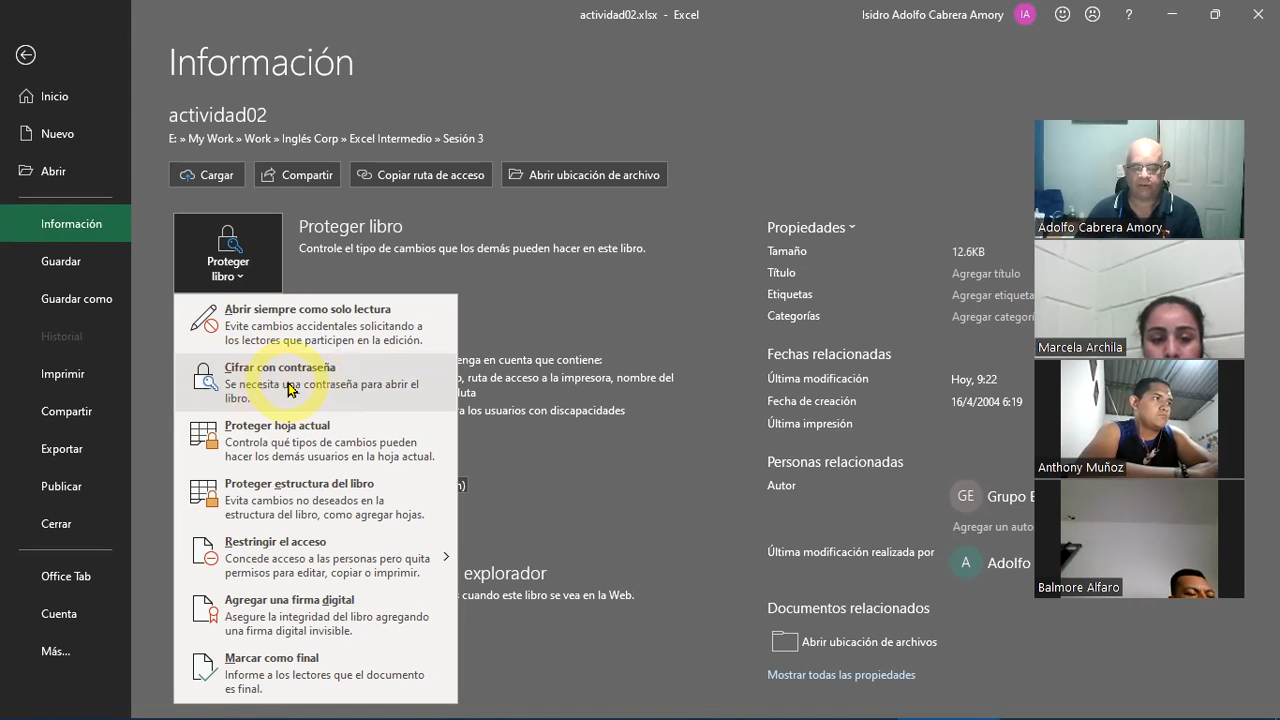 actividad02.xlsx - Excel
Isidro Adolfo Cabrera Amory
IA
?
Inicio
Nuevo
Abrir
Información
Guardar
Guardar como
Historial
Imprimir
Compartir
Exportar
Publicar
Cerrar
Office Tab
Cuenta
Más...
Información
actividad02
E: » My Work » Work » Inglés Corp » Excel Intermedio » Sesión 3
Cargar
Compartir
Copiar ruta de acceso
Abrir ubicación de archivo
Proteger
libro
Proteger libro
Controle el tipo de cambios que los demás pueden hacer en este libro.
Abrir siempre como solo lectura
Evite cambios accidentales solicitando a
los lectores que participen en la edición.
Cifrar con contraseña
Se necesita una contraseña para abrir el
libro.
Proteger hoja actual
Controla qué tipos de cambios pueden
hacer los demás usuarios en la hoja actual.
Proteger estructura del libro
Evita cambios no deseados en la
estructura del libro, como agregar hojas.
Restringir el acceso
Concede acceso a las personas pero quita
permisos para editar, copiar o imprimir.
Agregar una firma digital
Asegure la integridad del libro agregando
una firma digital invisible.
Marcar como final
Informe a los lectores que el documento
es final.
enga en cuenta que contiene:
, ruta de acceso a la impresora, nombre del
luta
ra los usuarios con discapacidades
)
explorador
cuando este libro se vea en la Web.
Propiedades
Tamaño 12.6KB
Título Agregar título
Etiquetas Agregar etiqueta
Categorías Agregar categorí
Fechas relacionadas
Última modificación Hoy, 9:22
Fecha de creación 16/4/2004 6:19
Última impresión
Personas relacionadas
Autor
GE Grupo E
Agregar un auto
Última modificación realizada por
A Adolfo
Documentos relacionados
Abrir ubicación de archivos
Mostrar todas las propiedades
Adolfo Cabrera Amory
Marcela Archila
Anthony Muñoz
Balmore Alfaro